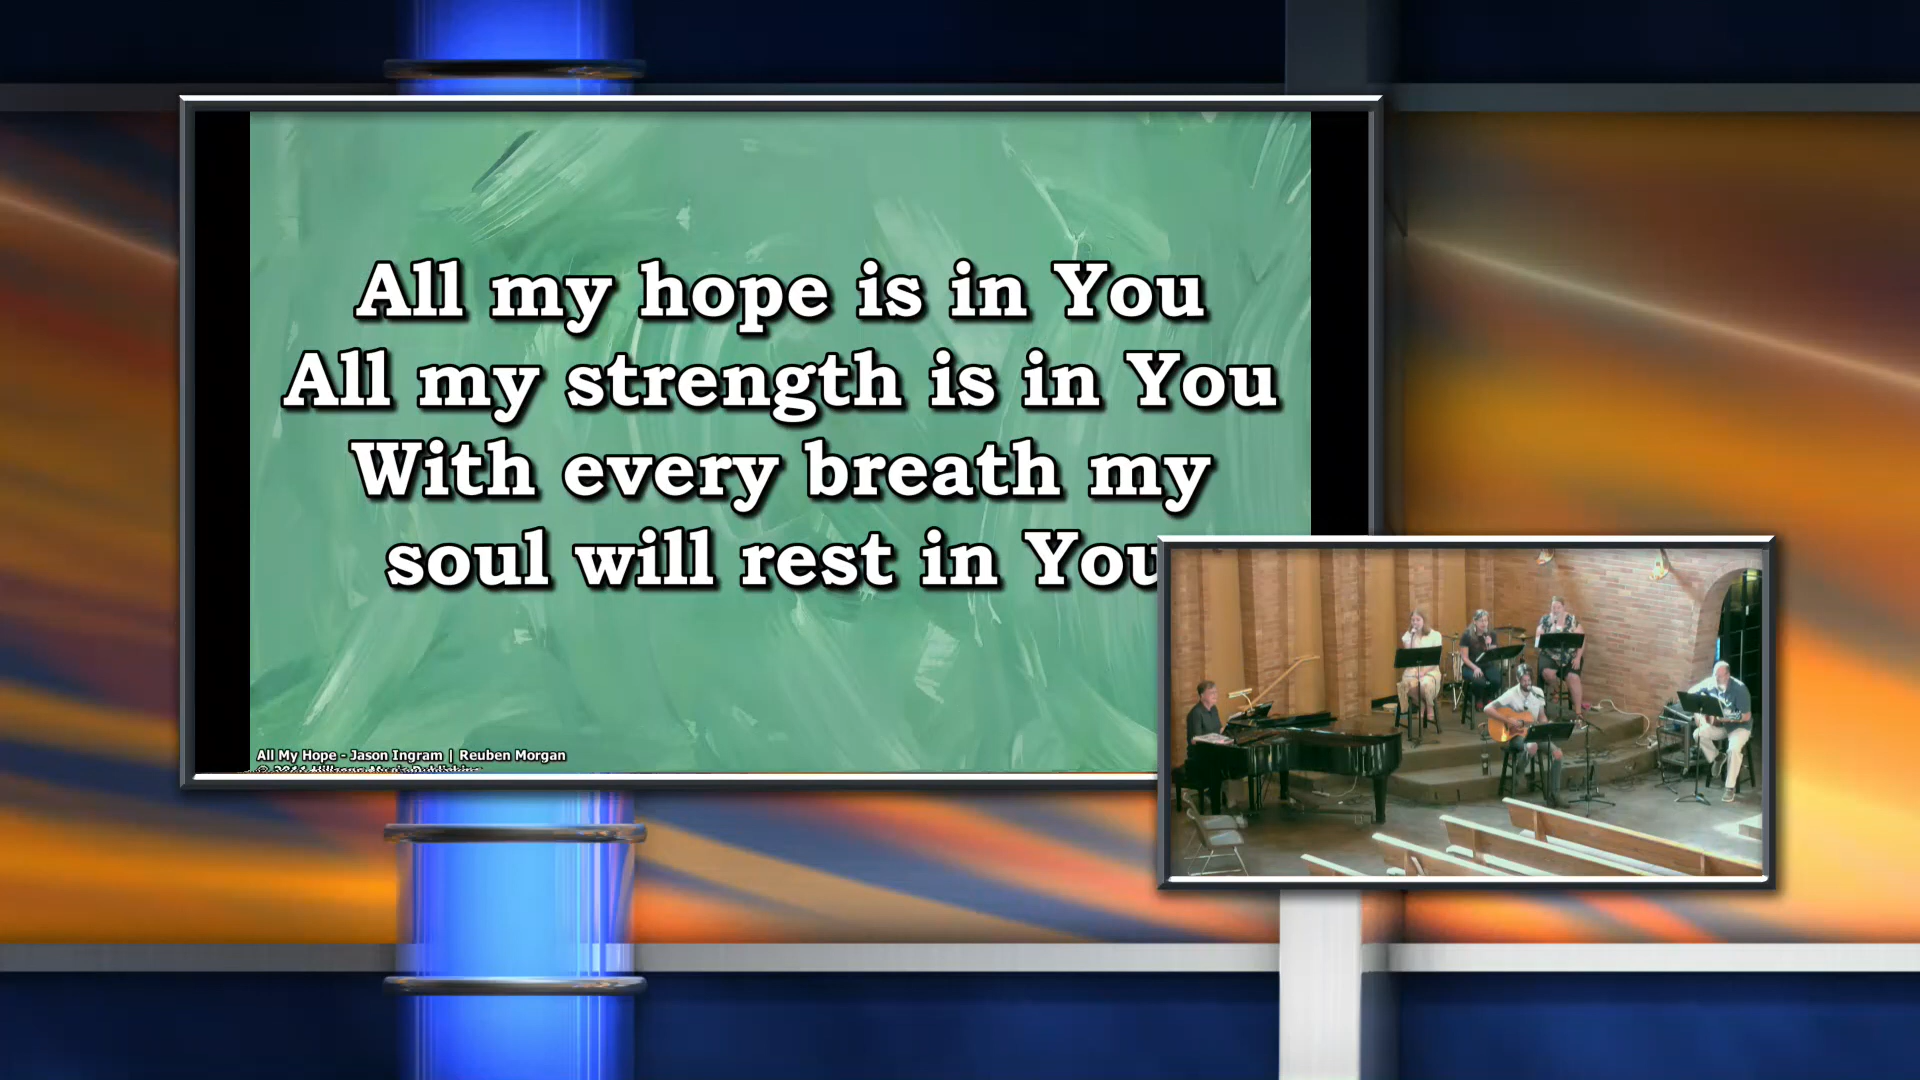 All my hope is in You
All my strength is in You
With every breath my
soul will rest in You
All My Hope - Jason Ingram | Reuben Morgan